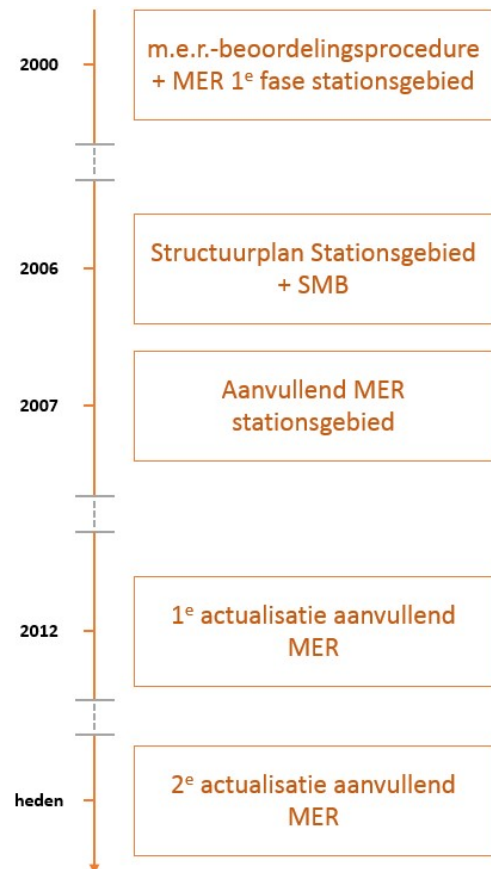 2000
m.e.r.-beoordelingsprocedure
+ MER 1e fase stationsgebied
2006
Structuurplan Stationsgebied
+ SMB
2007
Aanvullend MER
stationsgebied
2012
1e actualisatie aanvullend
MER
heden
2e actualisatie aanvullend
MER